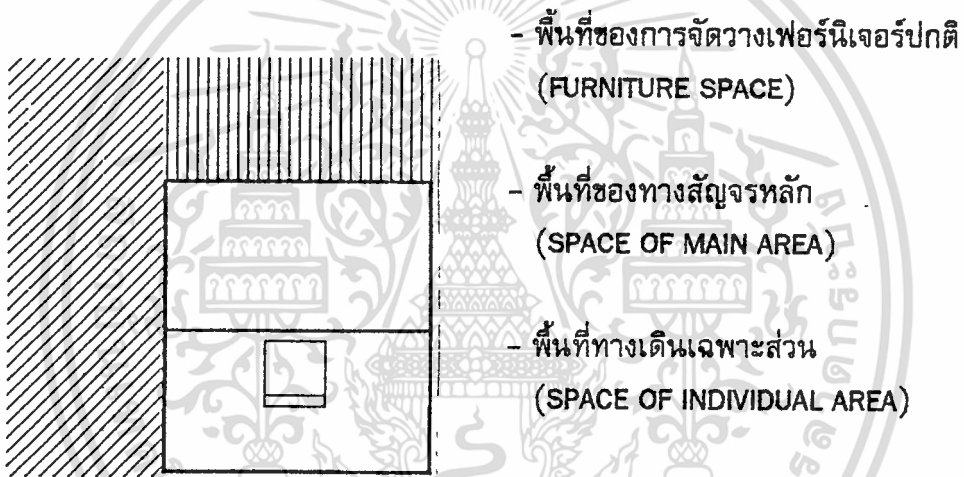 - พื้นที่ของการจัดวางเฟอร์นิเจอร์ปกติ
(FURNITURE SPACE)
- พื้นที่ของทางสัญจรหลัก
(SPACE OF MAIN AREA)
- พื้นที่ทางเดินเฉพาะส่วน
(SPACE OF INDIVIDUAL AREA)